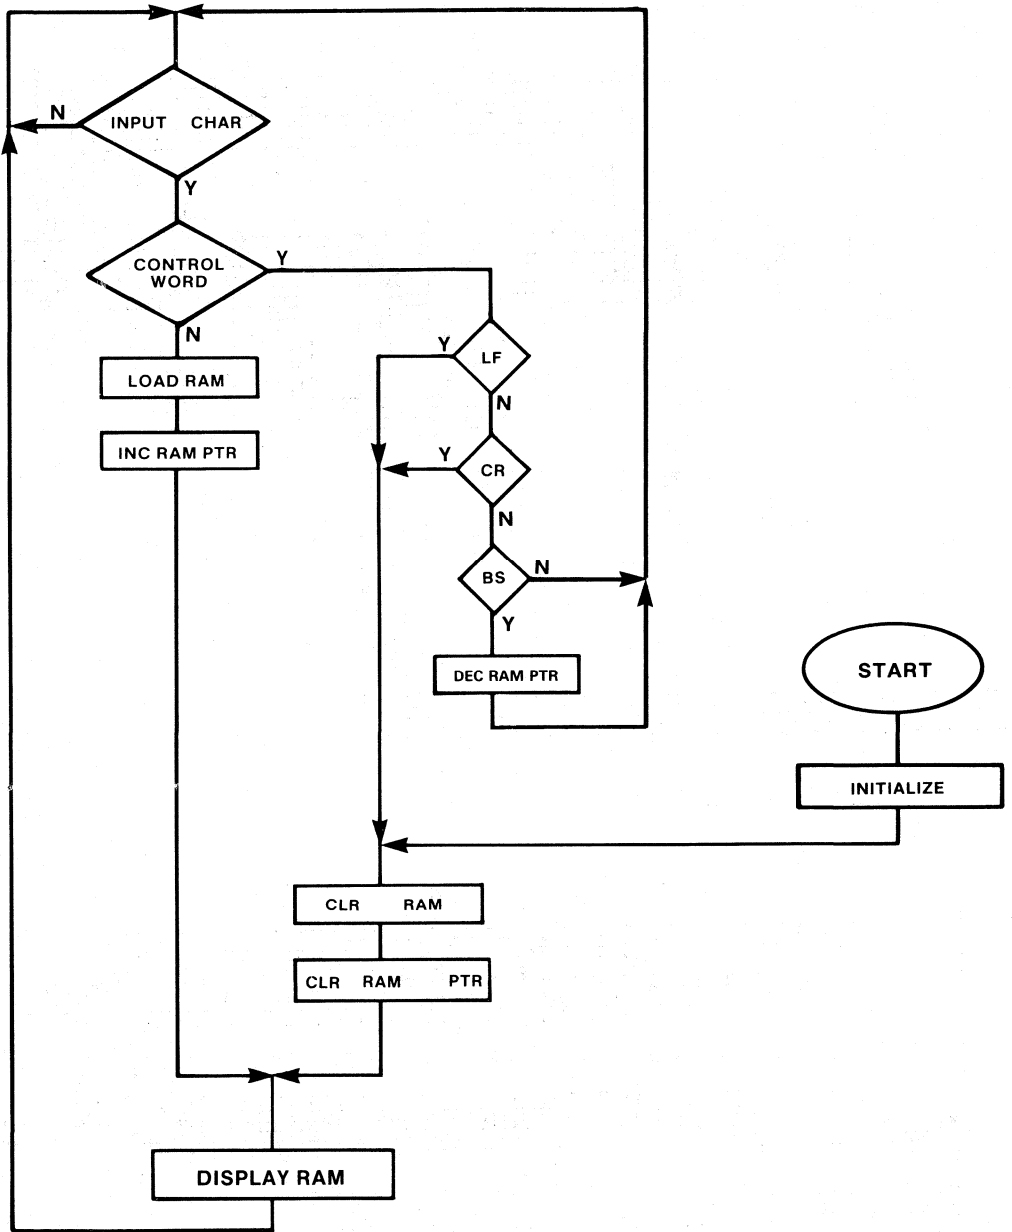 N
INPUT CHAR
Y
CONTROL
WORD
Y
N
LOAD RAM
INC RAM PTR
Y
LF
N
Y
CR
N
BS
N
Y
DEC RAM PTR
START
INITIALIZE
CLR RAM
CLR RAM PTR
DISPLAY RAM